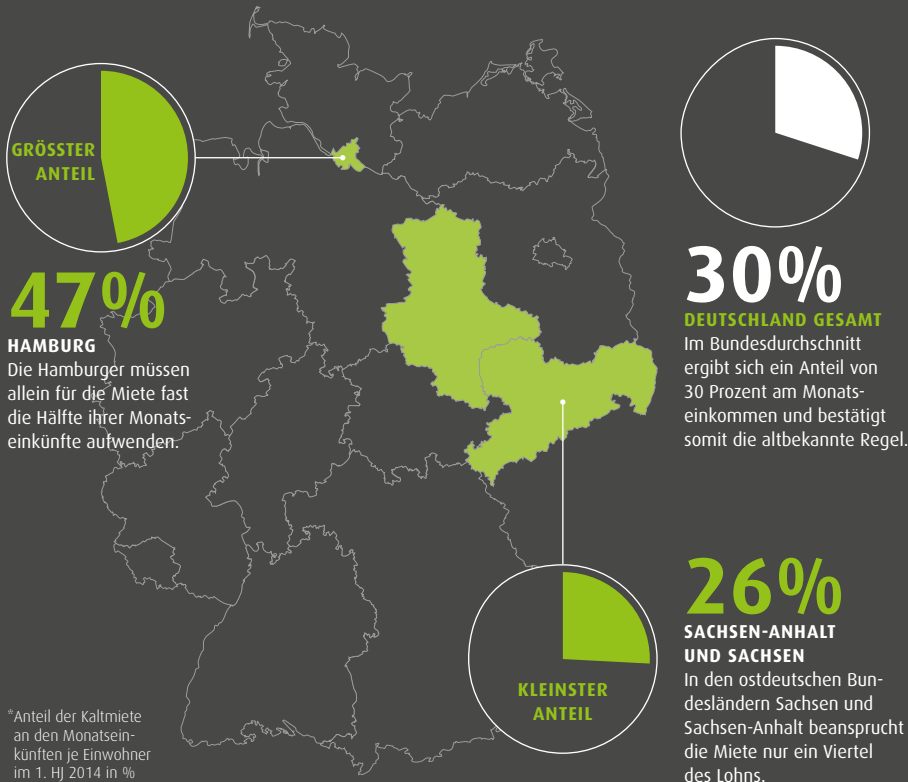 GRÖSSTER
ANTEIL
47%
HAMBURG
Die Hamburger müssen
allein für die Miete fast
die Hälfte ihrer Monats-
einkünfte aufwenden.
30%
DEUTSCHLAND GESAMT
Im Bundesdurchschnitt
ergibt sich ein Anteil von
30 Prozent am Monats-
einkommen und bestätigt
somit die altbekannte Regel.
KLEINSTER
ANTEIL
26%
SACHSEN-ANHALT
UND SACHSEN
In den ostdeutschen Bun-
desländern Sachsen und
Sachsen-Anhalt beansprucht
die Miete nur ein Viertel
des Lohns.
*Anteil der Kaltmiete
an den Monatsein-
künften je Einwohner
im 1. HJ 2014 in %